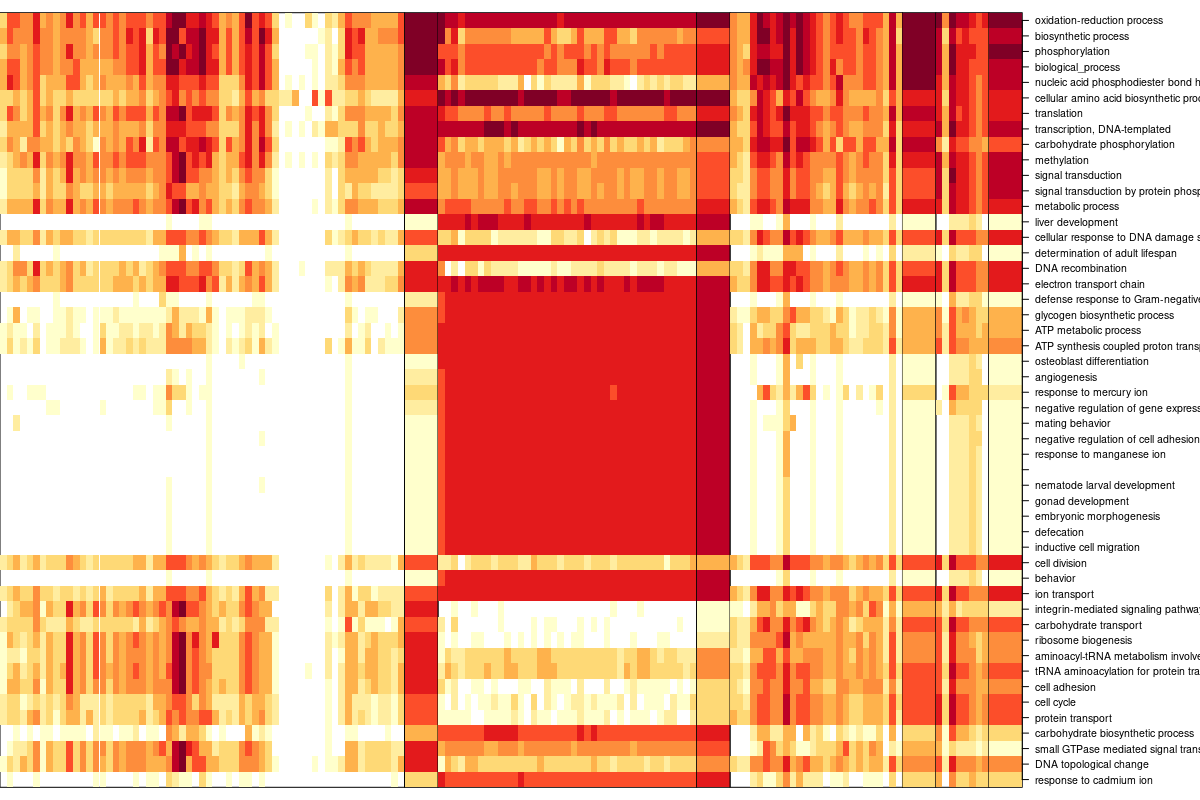 oxidation-reduction process
biosynthetic process
phosphorylation
biological_process
nucleic acid phosphodiester bond h
cellular amino acid biosynthetic pro
translation
transcription, DNA-templated
carbohydrate phosphorylation
methylation
signal transduction
signal transduction by protein phosp
metabolic process
liver development
cellular response to DNA damage s
determination of adult lifespan
DNA recombination
electron transport chain
defense response to Gram-negative
glycogen biosynthetic process
ATP metabolic process
ATP synthesis coupled proton trans
osteoblast differentiation
angiogenesis
response to mercury ion
negative regulation of gene express
mating behavior
negative regulation of cell adhesion
response to manganese ion
nematode larval development
gonad development
embryonic morphogenesis
defecation
inductive cell migration
cell division
behavior
ion transport
integrin-mediated signaling pathway
carbohydrate transport
ribosome biogenesis
aminoacyl-tRNA metabolism involve
tRNA aminoacylation for protein tra
cell adhesion
cell cycle
protein transport
carbohydrate biosynthetic process
small GTPase mediated signal trans
DNA topological change
response to cadmium ion